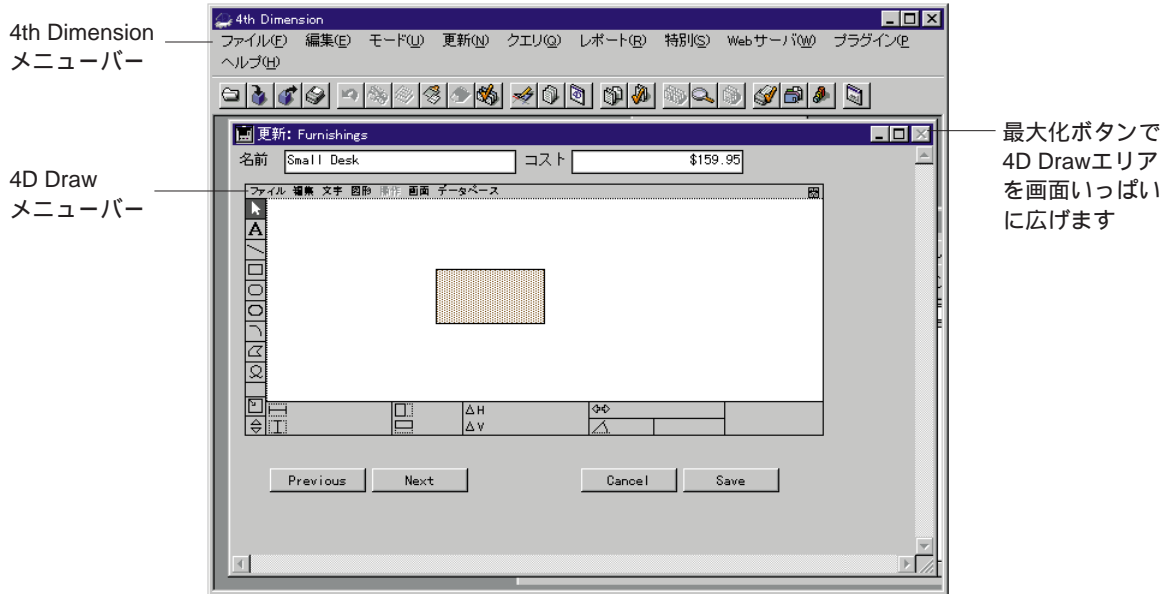 4th Dimension
メニューバー
4th Dimension
ファイル(F) 編集(E) モード(U) 更新(N) クエリ(Q) レポート(R) 特別(S) Webサーバ(W) プラグイン(P
ヘルプ(H)
更新: Furnishings
名前 Small Desk コスト $159.95
4D Draw
メニューバー
ファイル 編集 文字 図形 操作 画面 データベース
A
△H
△V
Previous Next Cancel Save
最大化ボタンで
4D Drawエリア
を画面いっぱい
に広げます